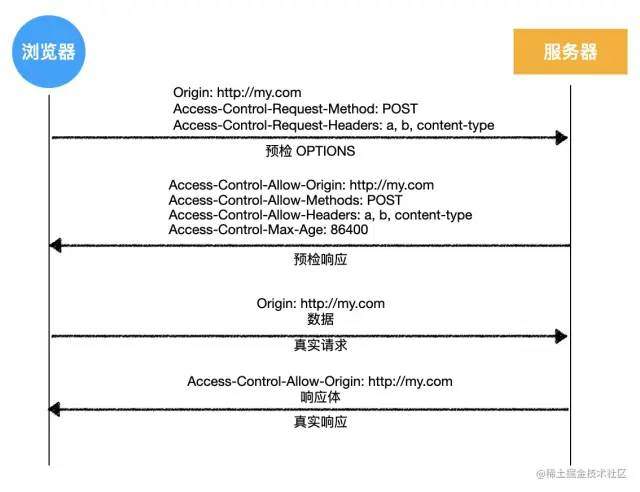 浏览器
服务器
Origin: http://my.com
Access-Control-Request-Method: POST
Access-Control-Request-Headers: a, b, content-type
预检 OPTIONS
Access-Control-Allow-Origin: http://my.com
Access-Control-Allow-Methods: POST
Access-Control-Allow-Headers: a, b, content-type
Access-Control-Max-Age: 86400
预检响应
Origin: http://my.com
数据
真实请求
Access-Control-Allow-Origin: http://my.com
响应体
真实响应
@稀土掘金技术社区